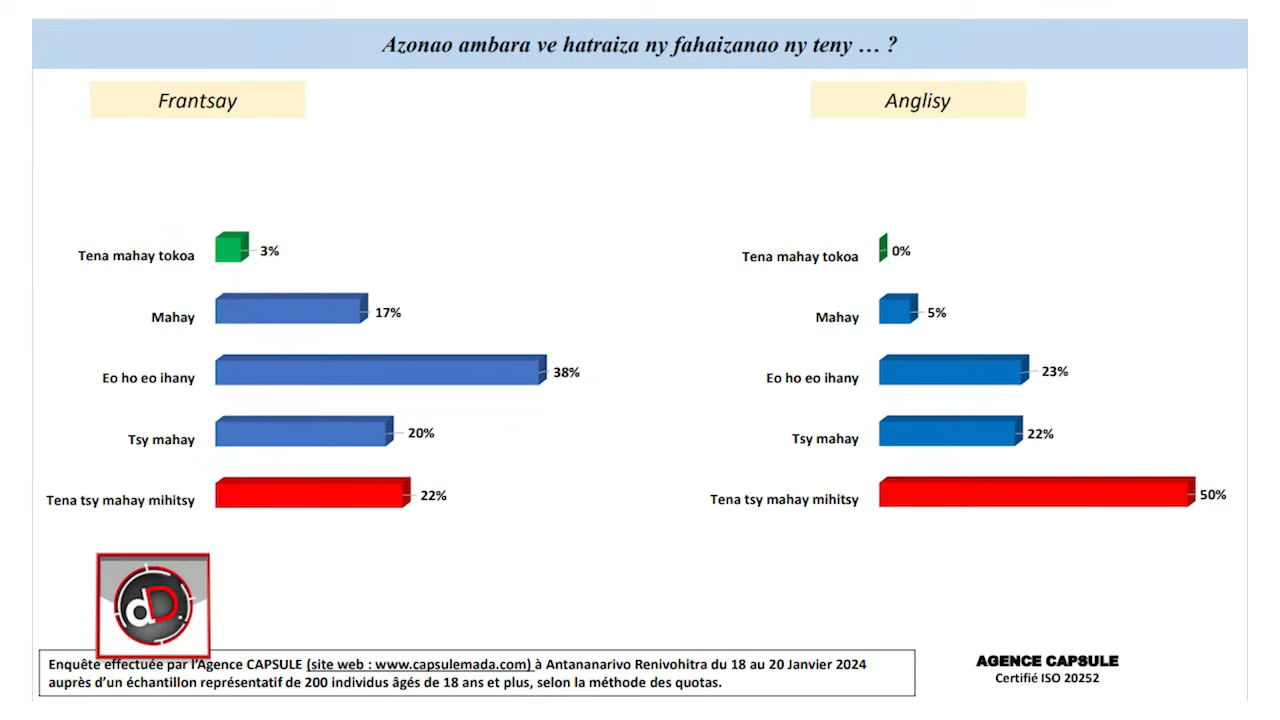 Azonao ambara ve hatraiza ny fahaizanao ny teny … ?
Frantsay
Tena mahay tokoa 3%
Mahay 17%
Eo ho eo ihany 38%
Tsy mahay 20%
Tena tsy mahay mihitsy 22%
Anglisy
Tena mahay tokoa 0%
Mahay 5%
Eo ho eo ihany 23%
Tsy mahay 22%
Tena tsy mahay mihitsy 50%
dD.
Enquête effectuée par l'Agence CAPSULE (site web : www.capsulemada.com) à Antananarivo Renivohitra du 18 au 20 Janvier 2024
auprès d'un échantillon représentatif de 200 individus âgés de 18 ans et plus, selon la méthode des quotas.
AGENCE CAPSULE
Certifié ISO 20252